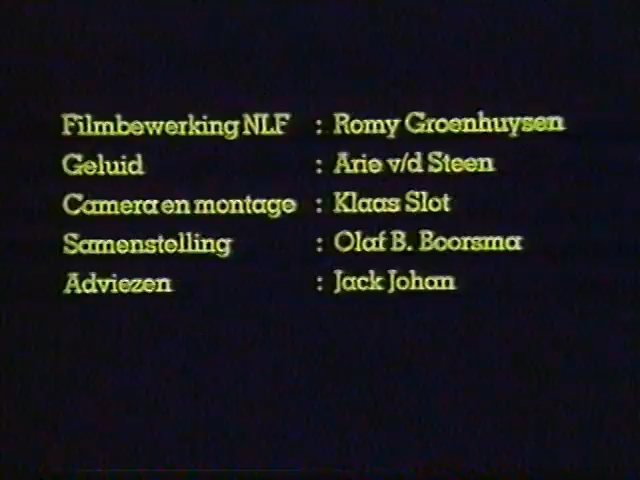 Filmbewerking NLF : Romy Groenhuysen
Geluid : Arie v/d Steen
Camera en montage : Klaas Slot
Samenstelling : Olaf B. Boorsma
Adviezen : Jack Johan